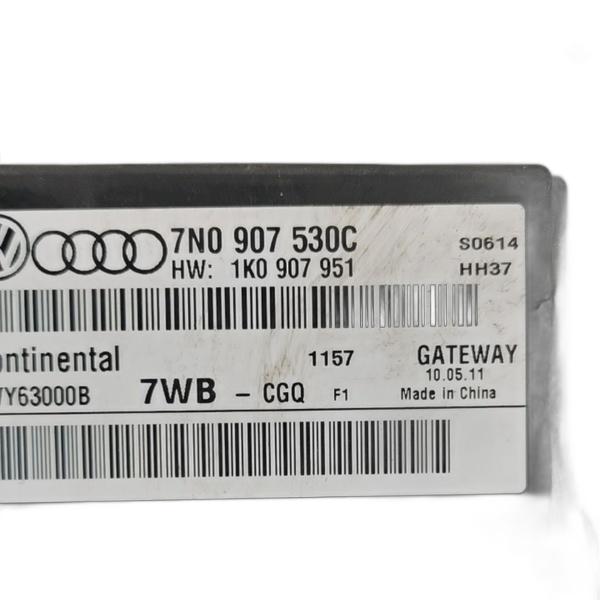 7N0 907 530C S0614
HW: 1K0 907 951 HH37
ontinental 1157 GATEWAY
Y63000B 7WB - CGQ F1 10.05.11
Made in China